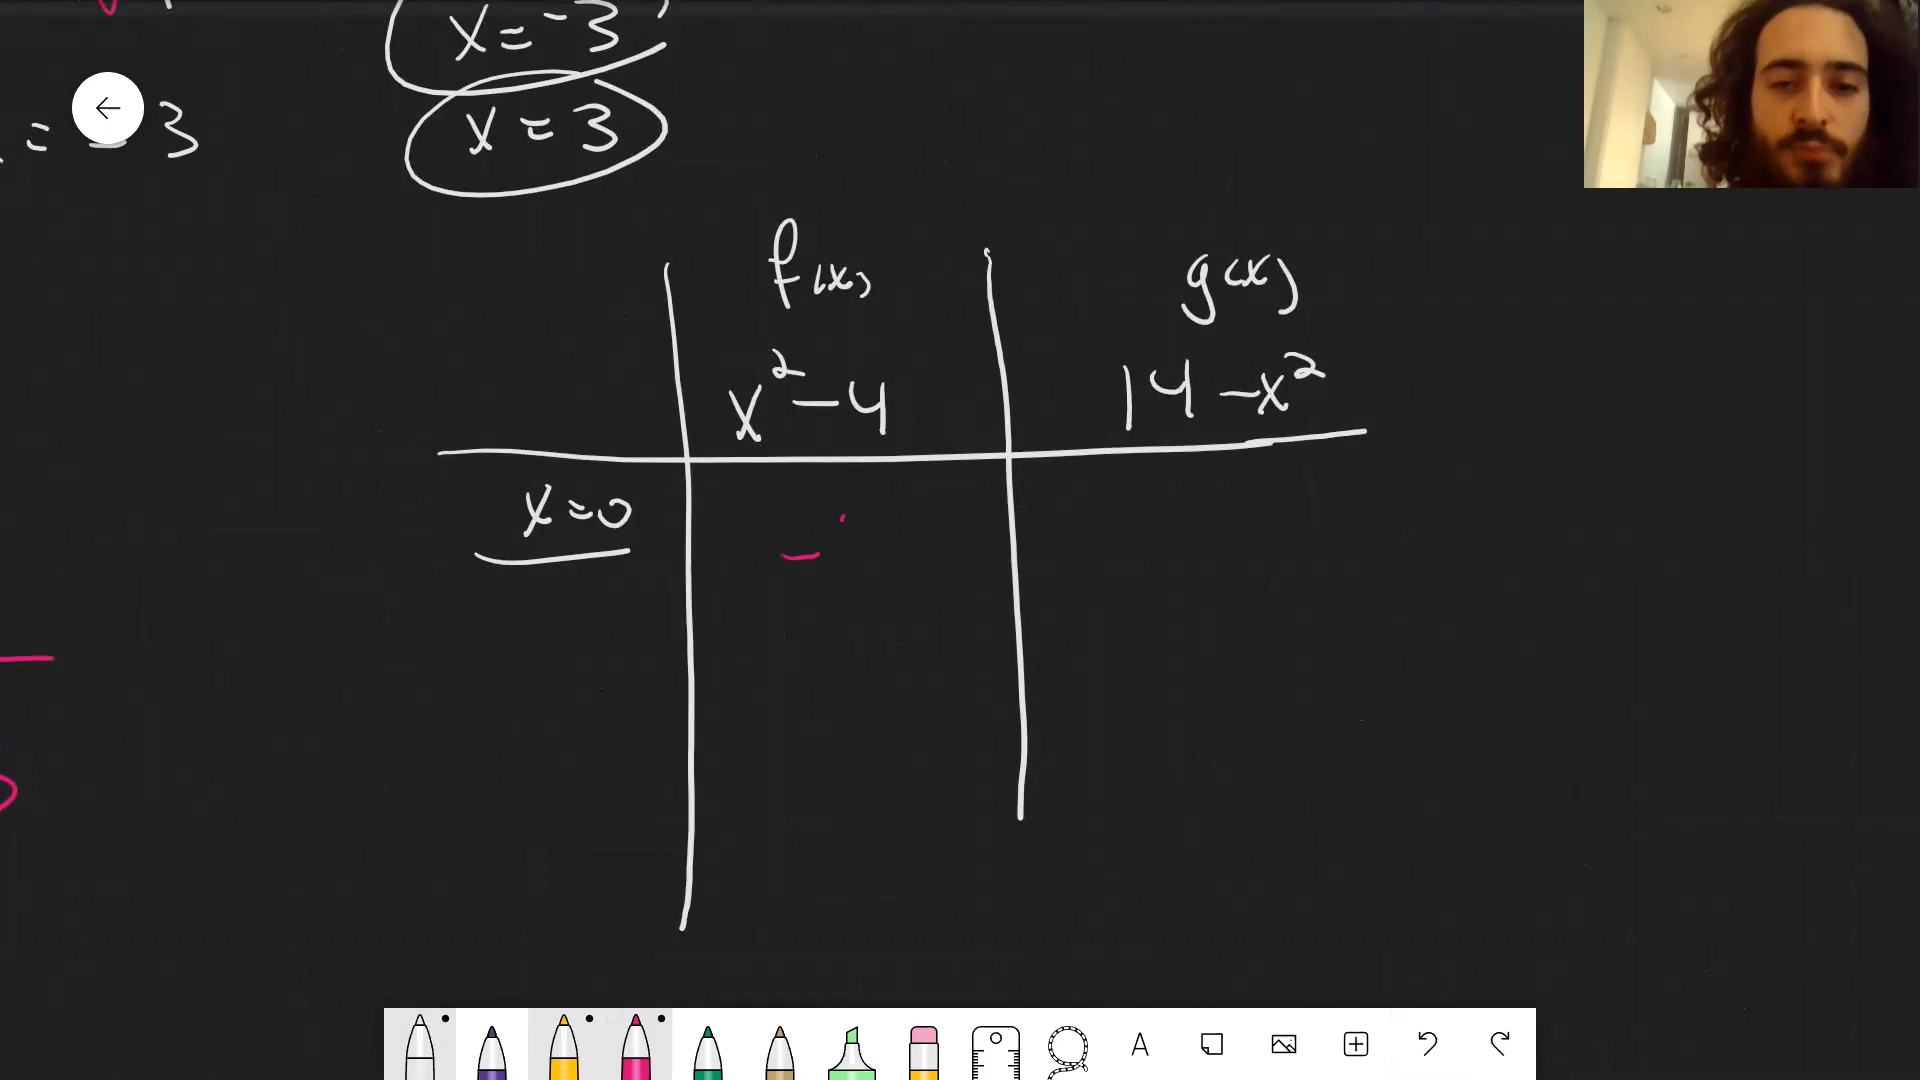 x = -3
x = 3
= 3
f(x)
g(x)
x² - 4
14 - x²
x = 0
-
A